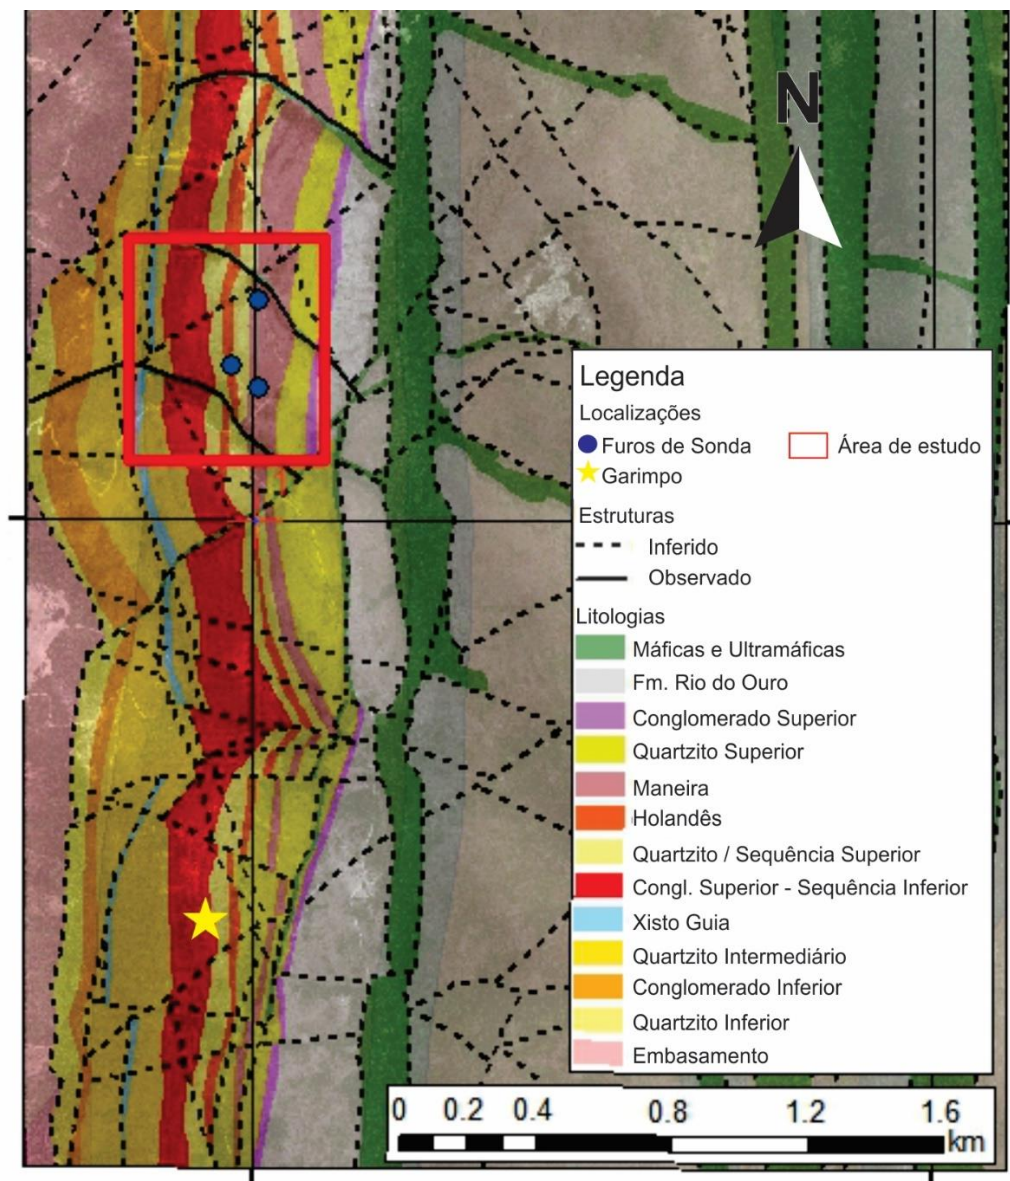 N
Legenda
Localizações
Furos de Sonda
Área de estudo
Garimpo
Estruturas
Inferido
Observado
Litologias
Máficas e Ultramáficas
Fm. Rio do Ouro
Conglomerado Superior
Quartzito Superior
Maneira
Holandês
Quartzito / Sequência Superior
Congl. Superior - Sequência Inferior
Xisto Guia
Quartzito Intermediário
Conglomerado Inferior
Quartzito Inferior
Embasamento
0 0.2 0.4 0.8 1.2 1.6
km